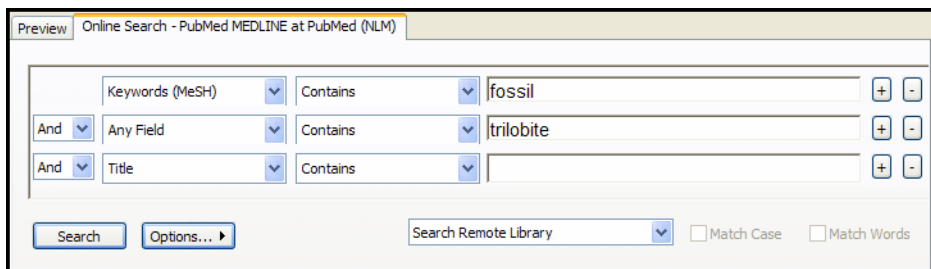 Preview Online Search - PubMed MEDLINE at PubMed (NLM)
Keywords (MeSH) Contains fossil + -
And Any Field Contains trilobite + -
And Title Contains + -
Search Options... Search Remote Library Match Case Match Words